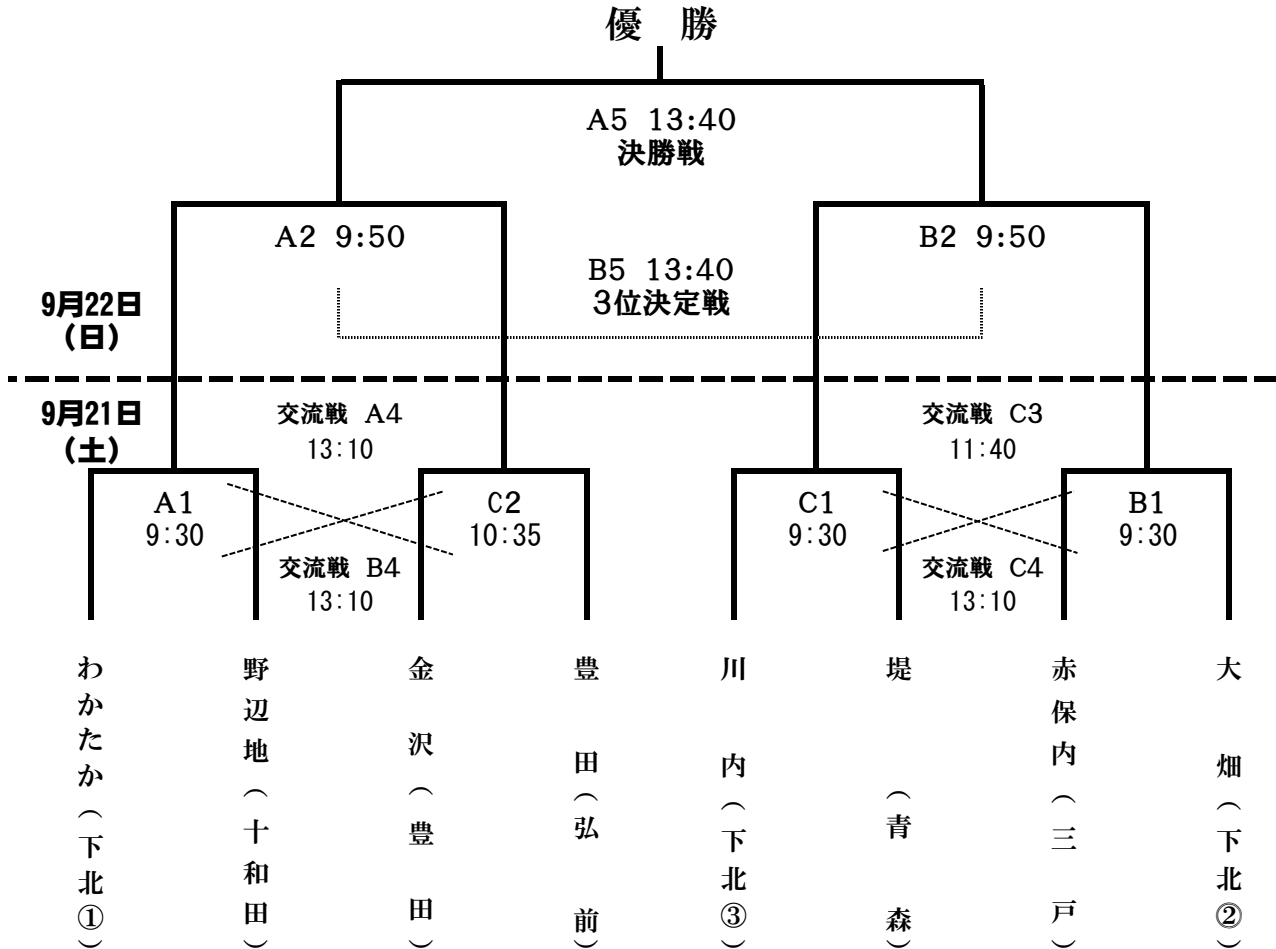 優 勝
A5 13:40
決勝戦
A2 9:50
B2 9:50
B5 13:40
3位決定戦
9月22日
(日)
9月21日
(土)
交流戦 A4
13:10
交流戦 C3
11:40
A1
9:30
C2
10:35
C1
9:30
B1
9:30
交流戦 B4
13:10
交流戦 C4
13:10
わかたか(下北①)
野辺地(十和田)
金沢(豊田)
豊田(弘前)
川内(下北③)
堤(青森)
赤保内(三戸)
大畑(下北②)